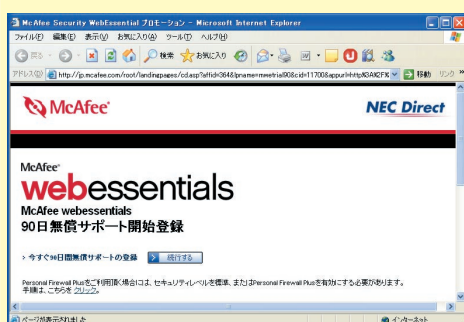 McAfee Security WebEssential プロモーション - Microsoft Internet Explorer
ファイル(F) 編集(E) 表示(V) お気に入り(A) ツール(T) ヘルプ(H)
戻る 検索 お気に入り
アドレス(D) 移動 リンク »
McAfee®
NEC Direct
McAfee®
webessentials
McAfee webessentials
90日無償サポート開始登録
› 今すぐ90日間無償サポートの登録 続行する
Personal Firewall Plusをご利用頂く場合には、セキュリティレベルを標準、またはPersonal Firewall Plusを有効にする必要があります。
手順は、こちらを クリック。
ページが表示されました インターネット